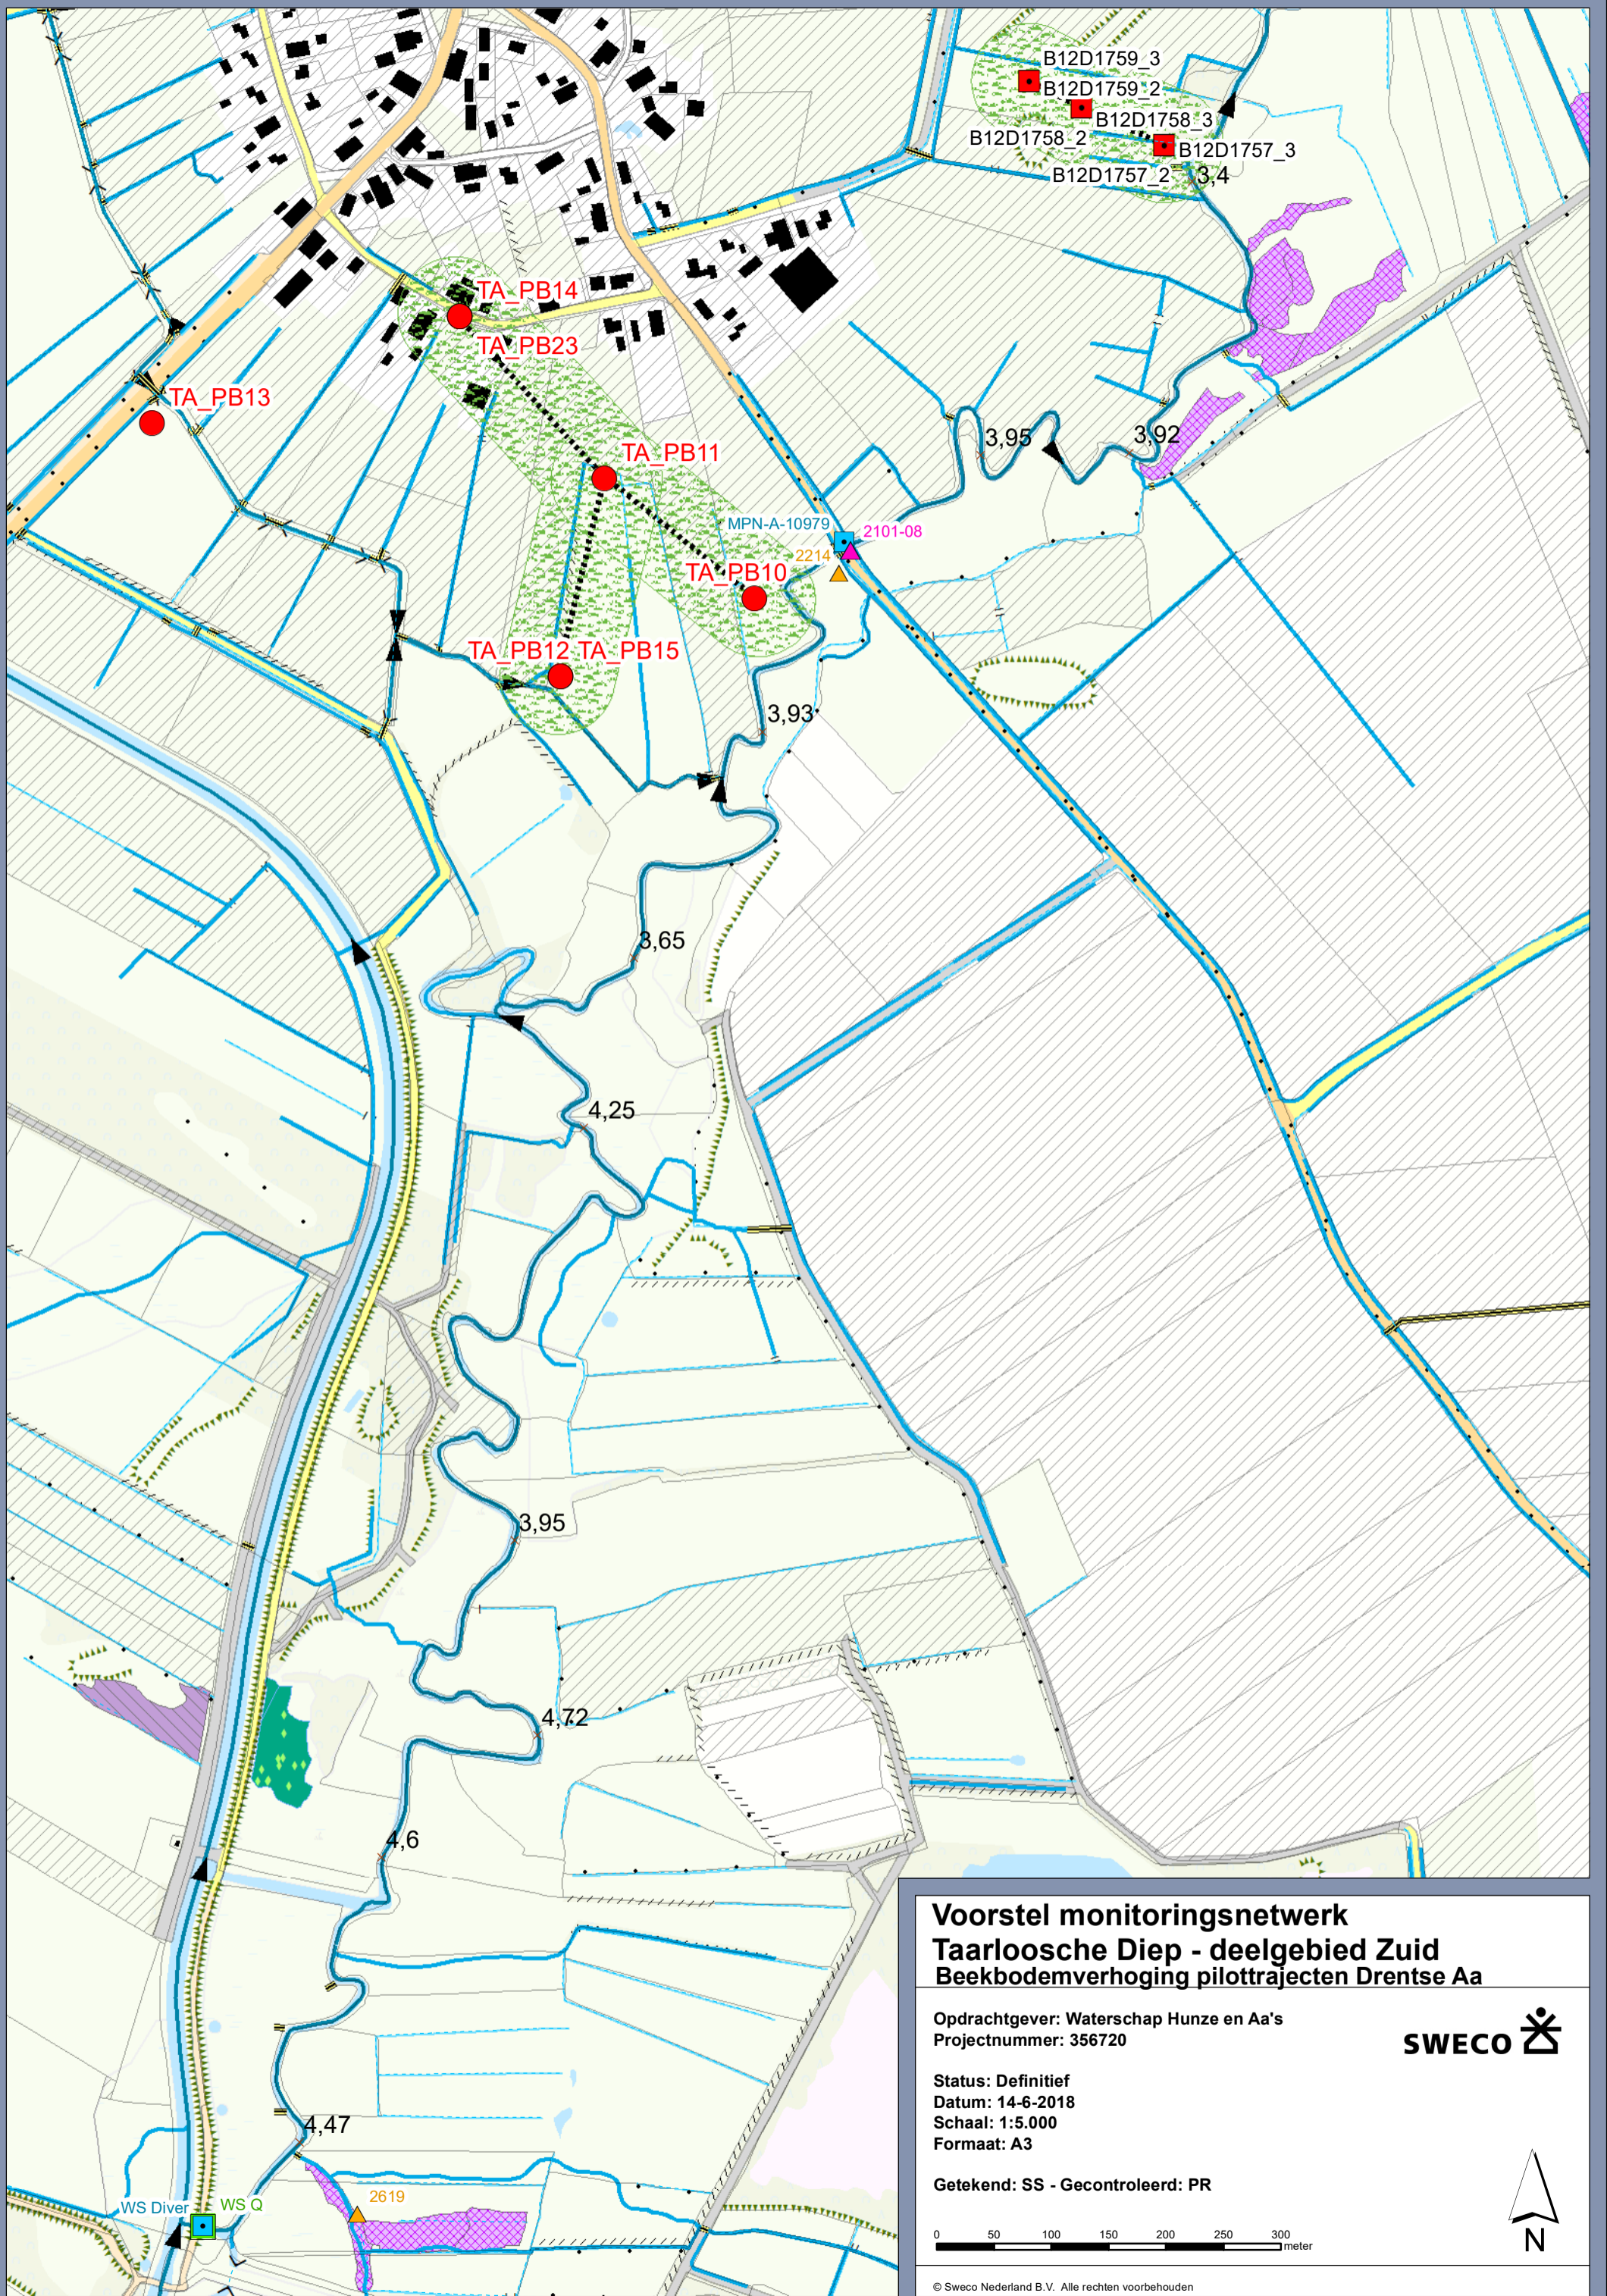 B12D1759_3
B12D1759_2
B12D1758_3
B12D1758_2
B12D1757_3
B12D1757_2
3,4
TA_PB14
TA_PB23
TA_PB13
3,95
3,92
TA_PB11
MPN-A-10979
2101-08
2214
TA_PB10
TA_PB12 TA_PB15
3,93
3,65
4,25
3,95
4,72
4,6
4,47
2619
WS Diver
WS Q
Voorstel monitoringsnetwerk
Taarloosche Diep - deelgebied Zuid
Beekbodemverhoging pilottrajecten Drentse Aa
Opdrachtgever: Waterschap Hunze en Aa's
Projectnummer: 356720
SWECO
Status: Definitief
Datum: 14-6-2018
Schaal: 1:5.000
Formaat: A3
Getekend: SS - Gecontroleerd: PR
0 50 100 150 200 250 300
meter
N
© Sweco Nederland B.V. Alle rechten voorbehouden